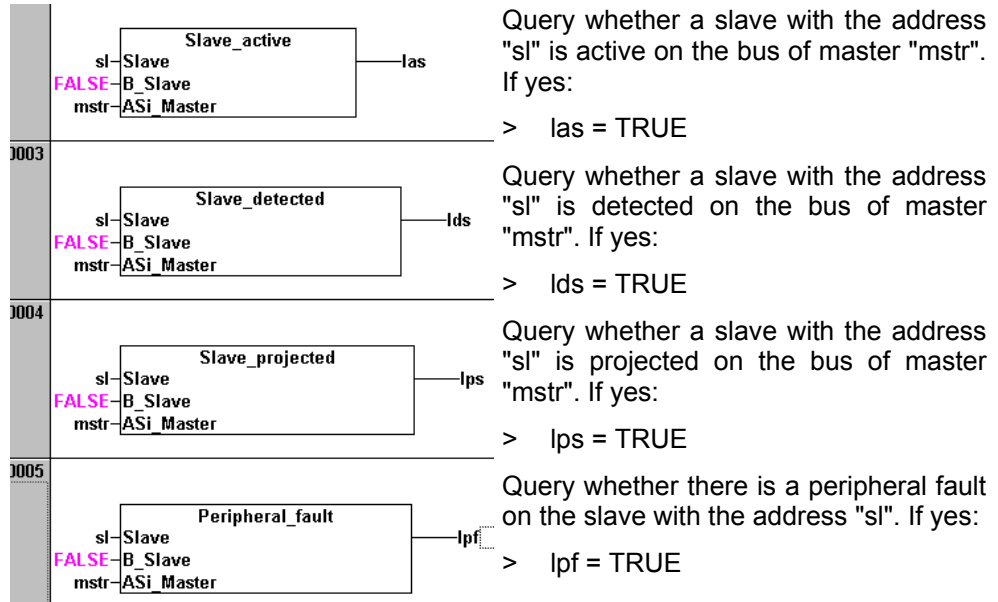 Slave_active
sl Slave las
FALSE B_Slave
mstr ASi_Master
Query whether a slave with the address
"sl" is active on the bus of master "mstr".
If yes:
> las = TRUE
0003
Slave_detected
sl Slave lds
FALSE B_Slave
mstr ASi_Master
Query whether a slave with the address
"sl" is detected on the bus of master
"mstr". If yes:
> lds = TRUE
0004
Slave_projected
sl Slave lps
FALSE B_Slave
mstr ASi_Master
Query whether a slave with the address
"sl" is projected on the bus of master
"mstr". If yes:
> lps = TRUE
0005
Peripheral_fault
sl Slave lpf
FALSE B_Slave
mstr ASi_Master
Query whether there is a peripheral fault
on the slave with the address "sl". If yes:
> lpf = TRUE